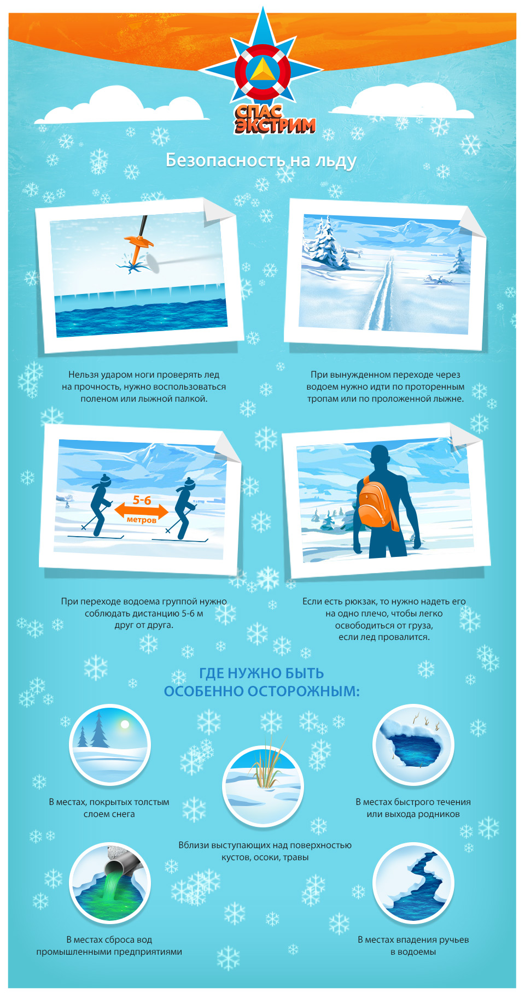 СПАС
ЭКСТРИМ
Безопасность на льду
Нельзя ударом ноги проверять лед
на прочность, нужно воспользоваться
поленом или лыжной палкой.
При вынужденном переходе через
водоем нужно идти по проторенным
тропам или по проложенной лыжне.
5-6
метров
При переходе водоема группой нужно
соблюдать дистанцию 5-6 м
друг от друга.
Если есть рюкзак, то нужно надеть его
на одно плечо, чтобы легко
освободиться от груза,
если лед провалится.
ГДЕ НУЖНО БЫТЬ
ОСОБЕННО ОСТОРОЖНЫМ:
В местах, покрытых толстым
слоем снега
Вблизи выступающих над поверхностью
кустов, осоки, травы
В местах быстрого течения
или выхода родников
В местах сброса вод
промышленными предприятиями
В местах впадения ручьев
в водоемы